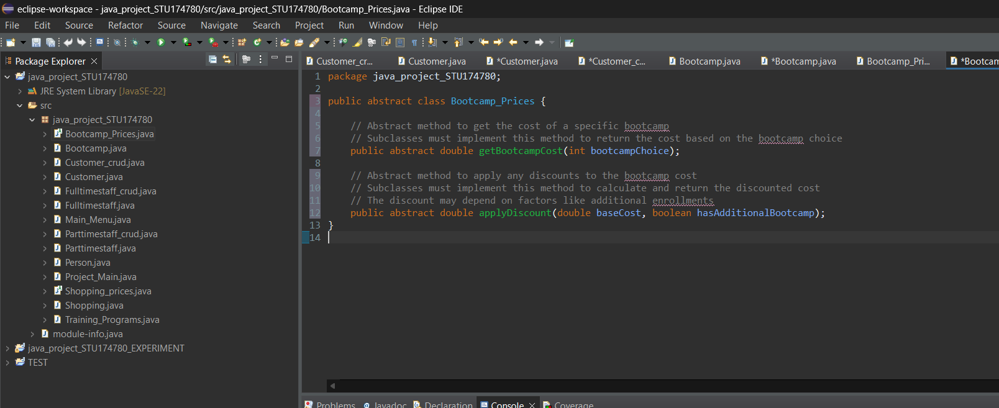 eclipse-workspace - java_project_STU174780/src/java_project_STU174780/Bootcamp_Prices.java - Eclipse IDE
File Edit Source Refactor Source Navigate Search Project Run Window Help
Package Explorer
java_project_STU174780
JRE System Library [JavaSE-22]
src
java_project_STU174780
Bootcamp_Prices.java
Bootcamp.java
Customer_crud.java
Customer.java
Fulltimestaff_crud.java
Fulltimestaff.java
Main_Menu.java
Parttimestaff_crud.java
Parttimestaff.java
Person.java
Project_Main.java
Shopping_prices.java
Shopping.java
Training_Programs.java
module-info.java
java_project_STU174780_EXPERIMENT
TEST
Customer_cr... Customer.java *Customer.java *Customer_c... Bootcamp.java *Bootcamp.java Bootcamp_Pri... *Bootcam
1 package java_project_STU174780;
2
3 public abstract class Bootcamp_Prices {
4
5 // Abstract method to get the cost of a specific bootcamp
6 // Subclasses must implement this method to return the cost based on the bootcamp choice
7 public abstract double getBootcampCost(int bootcampChoice);
8
9 // Abstract method to apply any discounts to the bootcamp cost
10 // Subclasses must implement this method to calculate and return the discounted cost
11 // The discount may depend on factors like additional enrollments
12 public abstract double applyDiscount(double baseCost, boolean hasAdditionalBootcamp);
13 }
14
Problems Javadoc Declaration Console Coverage